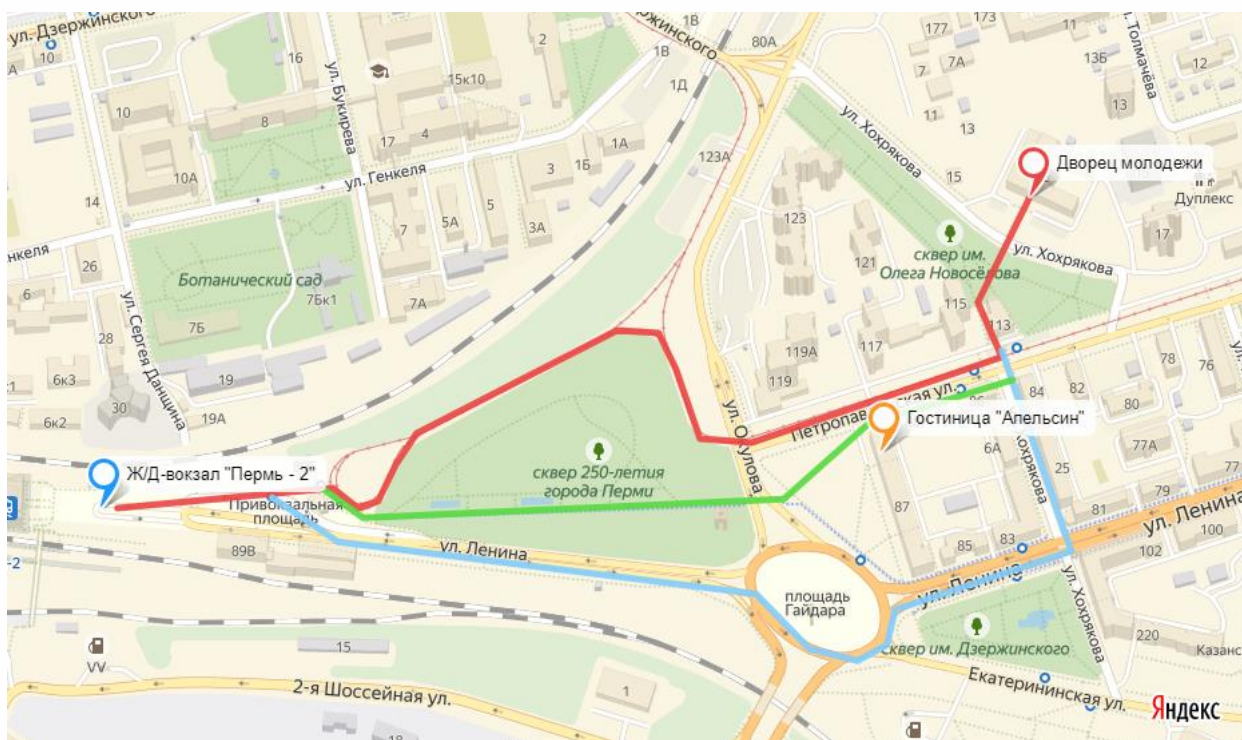 ул. Дзержинского
10
16
2
1В
1В
Дзержинского
80А
177
173
11
7
7А
13Б
ул. Толмачёва
12
13
15к10
1Д
10
8
ул. Букирева
17
4
1А
1Б
3
123А
11
13
ул. Хохрякова
15
Дворец молодежи
Дуплекс
10А
ул. Генкеля
14
5А
5
3А
7
123
121
сквер им.
Олега Новосёлова
ул. Хохрякова
17
26
6
Ботанический сад
7Бк1
7А
7Б
ул. Сергея Данщина
28
115
113
6к3
19
119А
117
119
78
76
30
19А
6к2
84
82
80
Петропавловская ул.
86
Гостиница "Апельсин"
ул. Окулова
77А
77
Ж/Д-вокзал "Пермь - 2"
сквер 250-летия
города Перми
6А
25
ул. Хохрякова
79
Привокзальная
площадь
87
81
ул. Ленина
89В
ул. Ленина
85
83
102
100
ул. Ленина
площадь
Гайдара
ул. Хохрякова
220
Сквер им. Дзержинского
Казанс
15
VV
2-я Шоссейная ул.
1
Екатерининская ул.
18
Яндекс